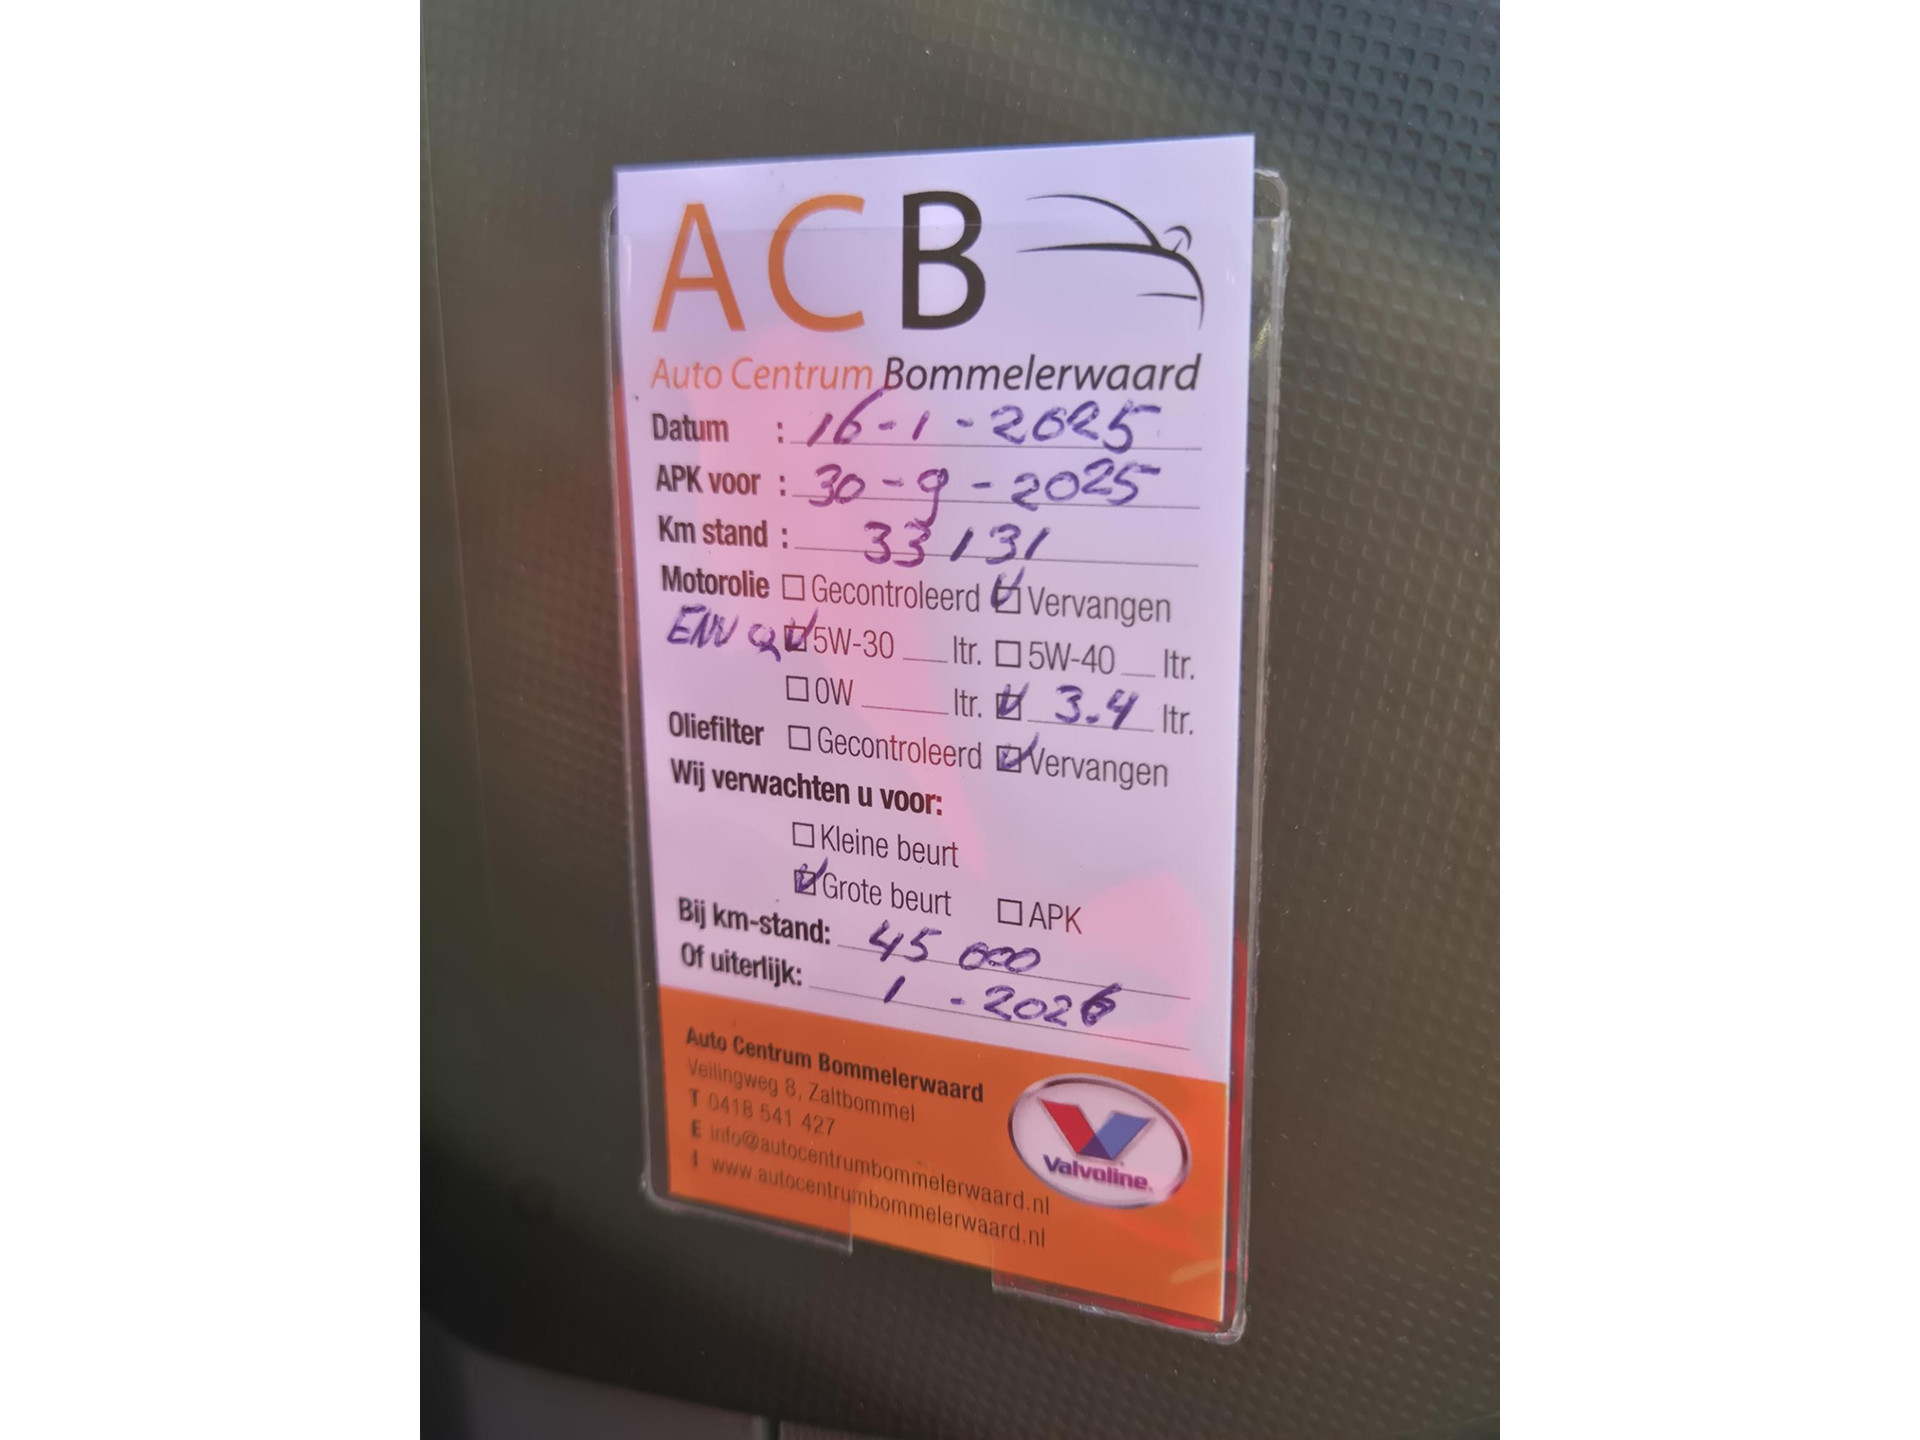 ACB
Auto Centrum Bommelerwaard
Datum : 16-1-2025
APK voor : 30-9-2025
Km stand : 33131
Motorolie Gecontroleerd Vervangen
5W-30 ltr. 5W-40 ltr.
0W ltr. 3.4 ltr.
Oliefilter Gecontroleerd Vervangen
Wij verwachten u voor:
Kleine beurt
Grote beurt APK
Bij km-stand: 45 000
Of uiterlijk: 1-2026
Auto Centrum Bommelerwaard
Veilingweg 8, Zaltbommel
T 0418 541 427
E info@autocentrumbommelerwaard.nl
I www.autocentrumbommelerwaard.nl
Valvoline.